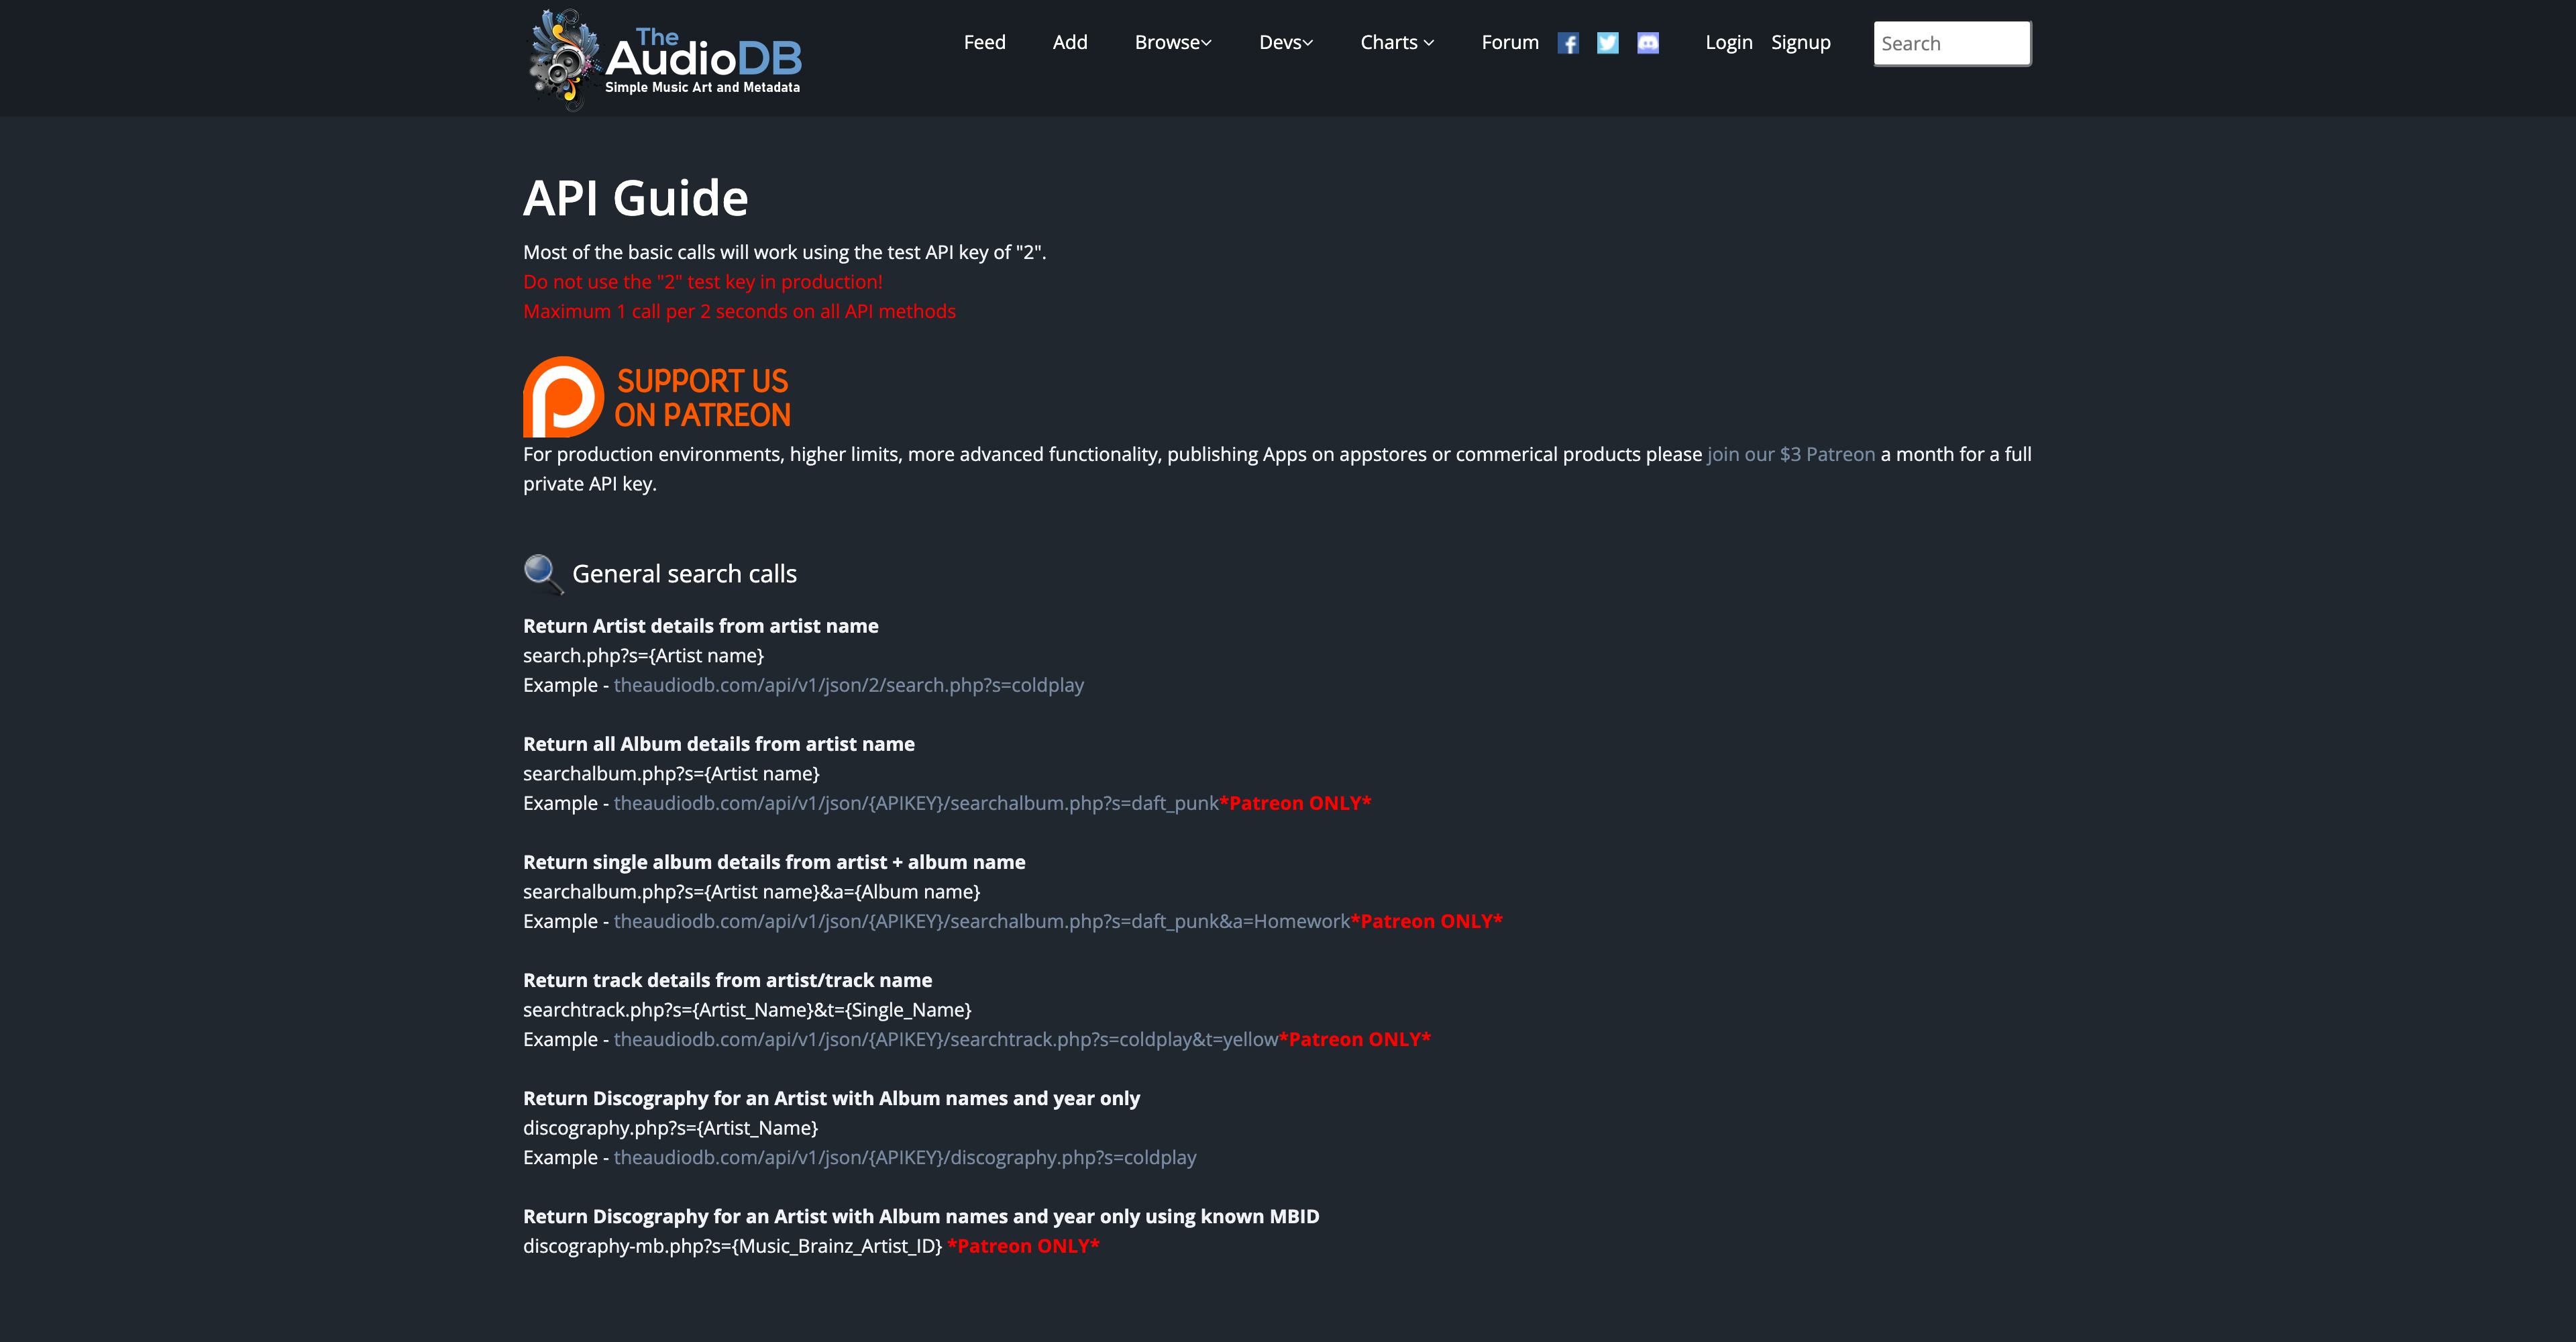 The
AudioDB
Simple Music Art and Metadata
Feed Add Browse Devs Charts Forum Login Signup Search
API Guide
Most of the basic calls will work using the test API key of "2".
Do not use the "2" test key in production!
Maximum 1 call per 2 seconds on all API methods
SUPPORT US
ON PATREON
For production environments, higher limits, more advanced functionality, publishing Apps on appstores or commerical products please join our $3 Patreon a month for a full
private API key.
General search calls
Return Artist details from artist name
search.php?s={Artist name}
Example - theaudiodb.com/api/v1/json/2/search.php?s=coldplay
Return all Album details from artist name
searchalbum.php?s={Artist name}
Example - theaudiodb.com/api/v1/json/{APIKEY}/searchalbum.php?s=daft_punk*Patreon ONLY*
Return single album details from artist + album name
searchalbum.php?s={Artist name}&a={Album name}
Example - theaudiodb.com/api/v1/json/{APIKEY}/searchalbum.php?s=daft_punk&a=Homework*Patreon ONLY*
Return track details from artist/track name
searchtrack.php?s={Artist_Name}&t={Single_Name}
Example - theaudiodb.com/api/v1/json/{APIKEY}/searchtrack.php?s=coldplay&t=yellow*Patreon ONLY*
Return Discography for an Artist with Album names and year only
discography.php?s={Artist_Name}
Example - theaudiodb.com/api/v1/json/{APIKEY}/discography.php?s=coldplay
Return Discography for an Artist with Album names and year only using known MBID
discography-mb.php?s={Music_Brainz_Artist_ID} *Patreon ONLY*